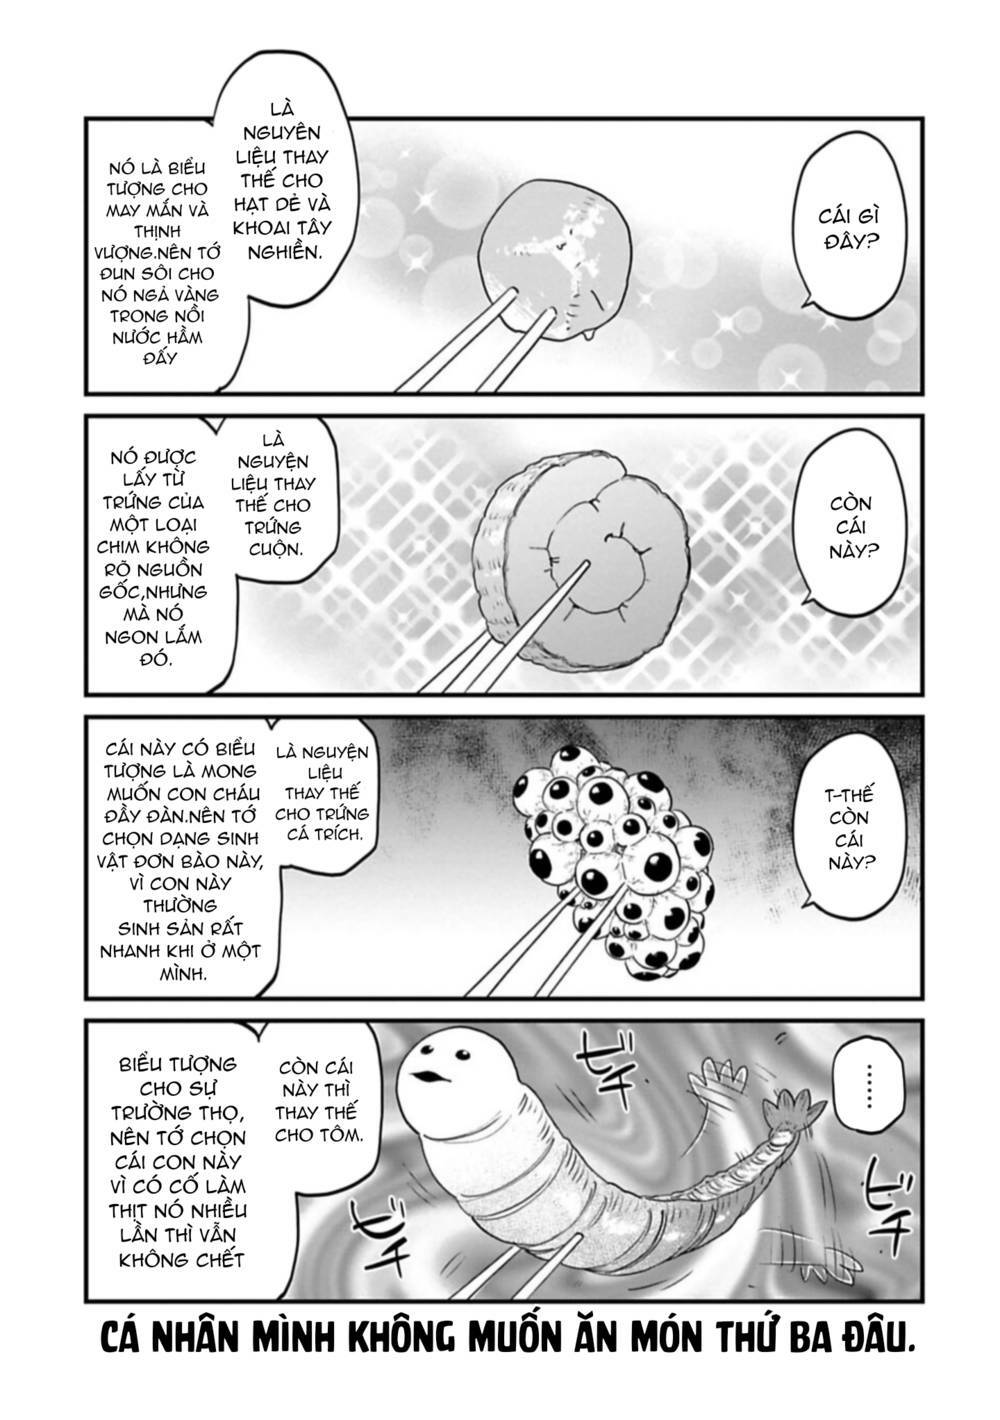 CÁI GÌ
ĐÂY?
LÀ
NGUYÊN
LIỆU THAY
THẾ CHO
HẠT DẺ VÀ
KHOAI TÂY
NGHIỀN.
NÓ LÀ BIỂU
TƯỢNG CHO
MAY MẮN VÀ
THỊNH
VƯỢNG.NÊN TỚ
ĐUN SÔI CHO
NÓ NGẢ VÀNG
TRONG NỒI
NƯỚC HẦM
ĐẤY
CÒN
CÁI
NÀY?
LÀ
NGUYỆN
LIỆU THAY
THẾ CHO
TRỨNG
CUỘN.
NÓ ĐƯỢC
LẤY TỪ
TRỨNG CỦA
MỘT LOẠI
CHIM KHÔNG
RÕ NGUỒN
GỐC,NHƯNG
MÀ NÓ
NGON LẮM
ĐÓ.
T-THẾ
CÒN
CÁI
NÀY?
LÀ NGUYỆN
LIỆU
THAY THẾ
CHO TRỨNG
CÁ TRÍCH.
CÁI NÀY CÓ BIỂU
TƯỢNG LÀ MONG
MUỐN CON CHÁU
ĐẦY ĐÀN.NÊN TỚ
CHỌN DẠNG SINH
VẬT ĐƠN BÀO NÀY,
VÌ CON NÀY
THƯỜNG
SINH SẢN RẤT
NHANH KHI Ở MỘT
MÌNH.
........
ビチ
ビチ
ビチ
CÒN CÁI
NÀY THÌ
THAY THẾ
CHO TÔM.
BIỂU TƯỢNG
CHO SỰ
TRƯỜNG THỌ,
NÊN TỚ CHỌN
CÁI CON NÀY
VÌ CÓ CỐ LÀM
THỊT NÓ NHIỀU
LẦN THÌ VẪN
KHÔNG CHẾT
CÁ NHÂN MÌNH KHÔNG MUỐN ĂN MÓN THỨ BA ĐÂU.